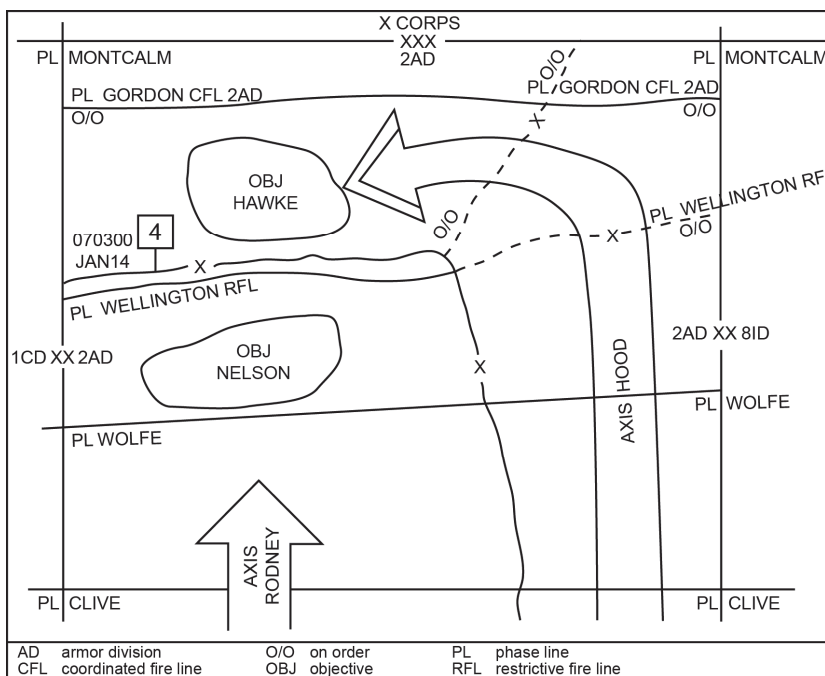 X CORPS
XXX
2AD
PL MONTCALM
PL MONTCALM
O/O
PL GORDON CFL 2AD
O/O
PL GORDON CFL 2AD
O/O
X
OBJ
HAWKE
O/O
PL WELLINGTON RF
O/O
X
4
070300
JAN14
X
PL WELLINGTON RFL
1CD XX 2AD
OBJ
NELSON
X
2AD XX 8ID
AXIS HOOD
PL WOLFE
PL WOLFE
AXIS
RODNEY
PL CLIVE
PL CLIVE
AD armor division O/O on order PL phase line
CFL coordinated fire line OBJ objective RFL restrictive fire line